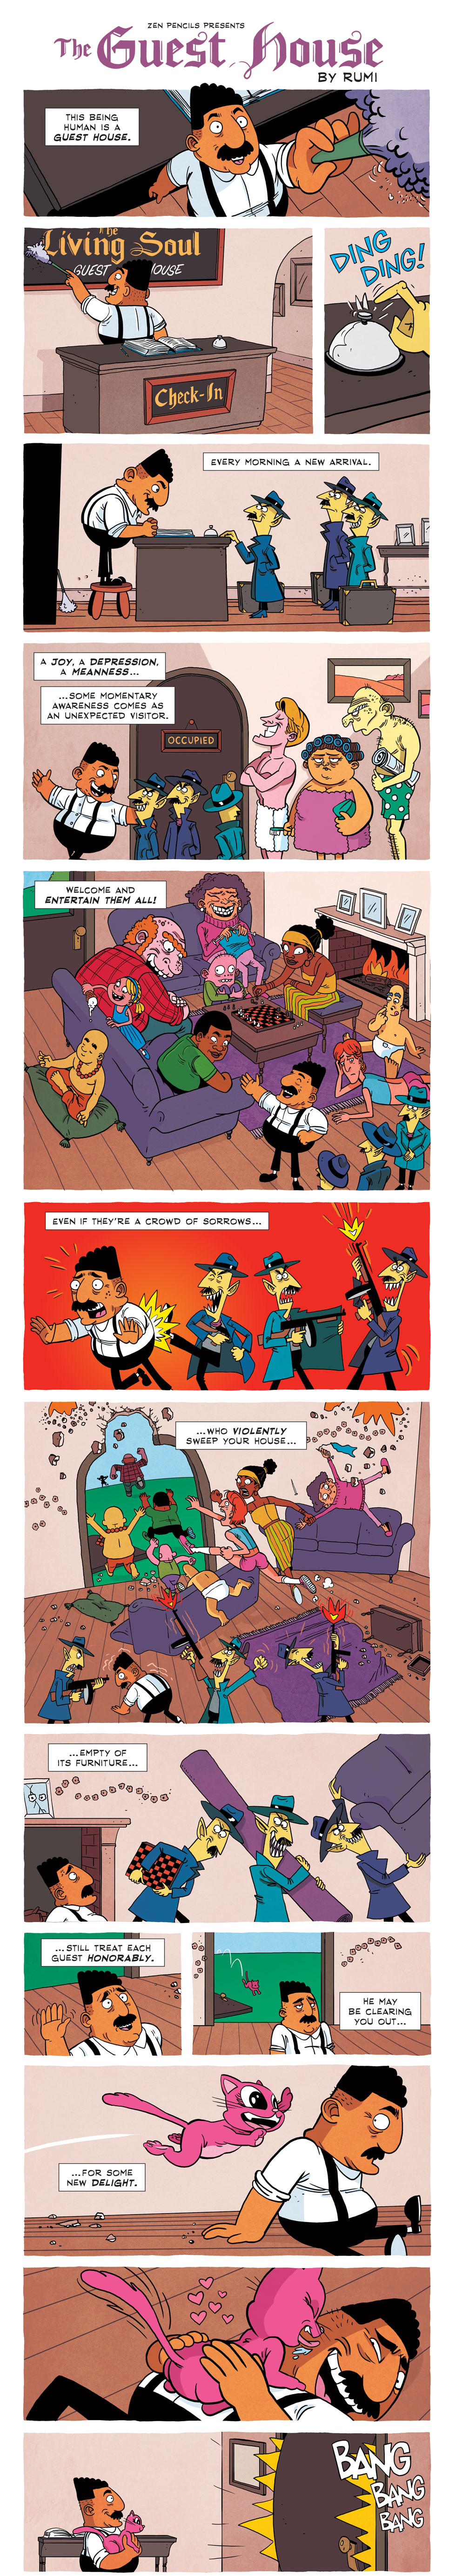 ZEN PENCILS PRESENTS
The Guest House
BY RUMI
THIS BEING
HUMAN IS A
GUEST HOUSE.
The
Living Soul
GUEST HOUSE
Check-In
DING
DING!
EVERY MORNING A NEW ARRIVAL.
A JOY, A DEPRESSION,
A MEANNESS...
...SOME MOMENTARY
AWARENESS COMES AS
AN UNEXPECTED VISITOR.
OCCUPIED
WELCOME AND
ENTERTAIN THEM ALL!
EVEN IF THEY'RE A CROWD OF SORROWS...
...WHO VIOLENTLY
SWEEP YOUR HOUSE...
...EMPTY OF
ITS FURNITURE...
...STILL TREAT EACH
GUEST HONORABLY.
HE MAY
BE CLEARING
YOU OUT...
...FOR SOME
NEW DELIGHT.
BANG
BANG
BANG